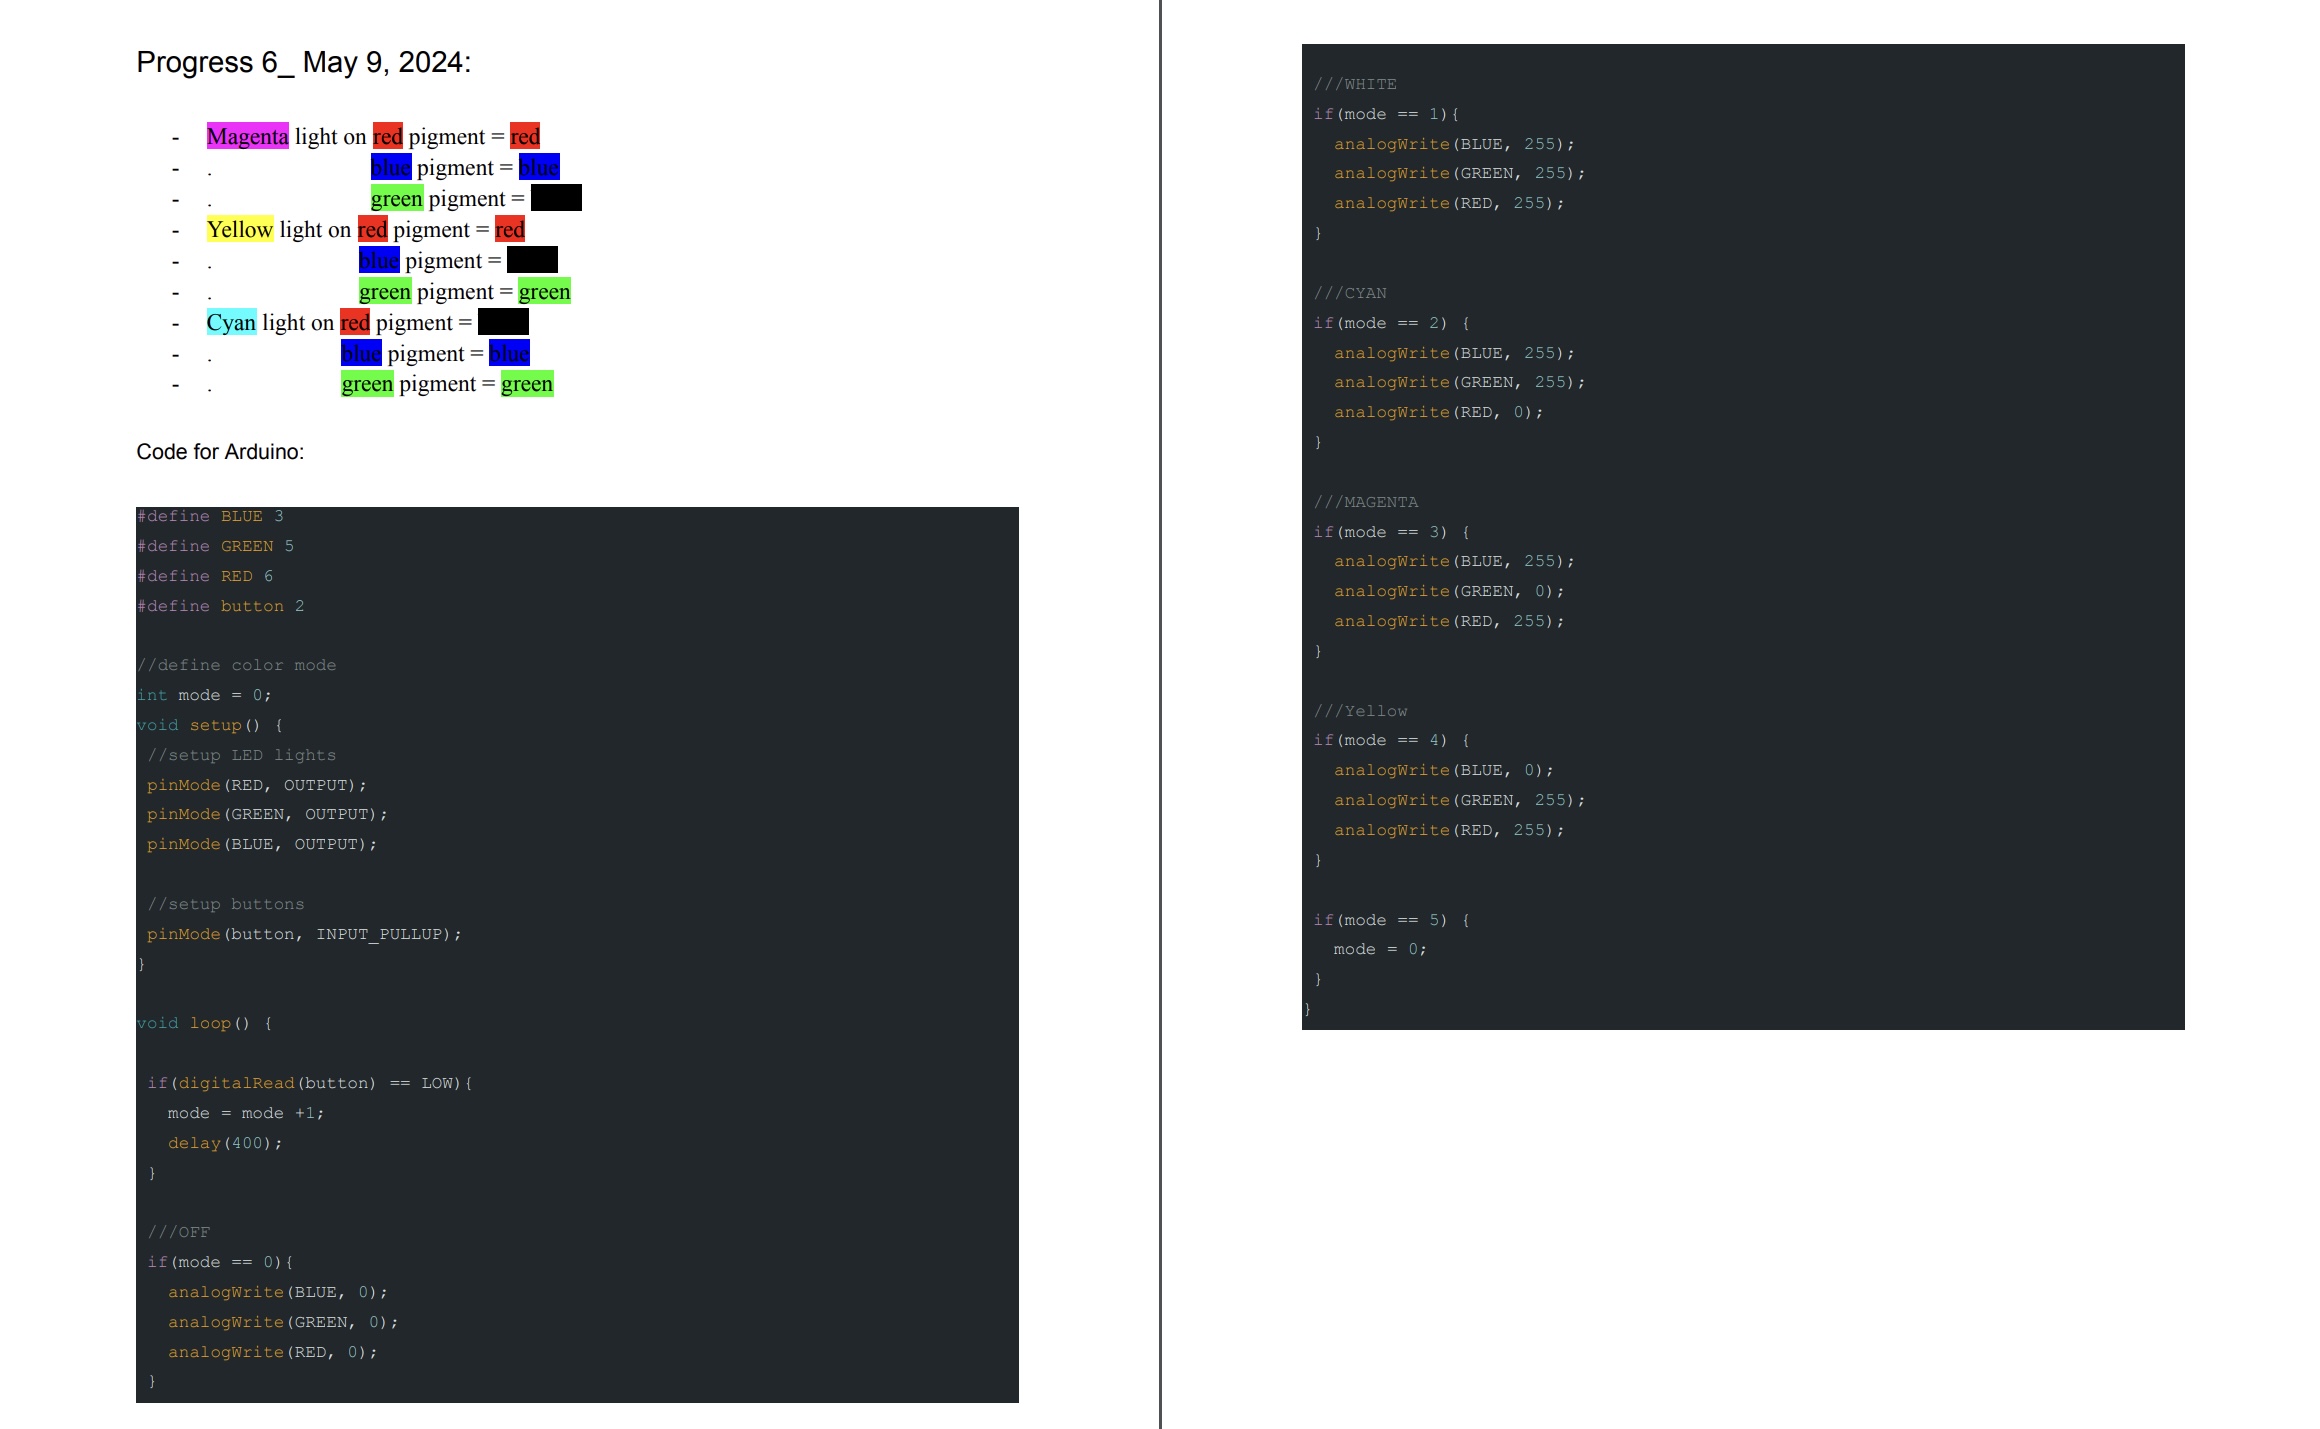 Progress 6_ May 9, 2024:
- Magenta light on red pigment = red
- . blue pigment = blue
- . green pigment =
- Yellow light on red pigment = red
- . blue pigment =
- . green pigment = green
- Cyan light on red pigment =
- . blue pigment = blue
- . green pigment = green
Code for Arduino:
#define BLUE 3
#define GREEN 5
#define RED 6
#define button 2
//define color mode
int mode = 0;
void setup() {
//setup LED lights
pinMode(RED, OUTPUT);
pinMode(GREEN, OUTPUT);
pinMode(BLUE, OUTPUT);
//setup buttons
pinMode(button, INPUT_PULLUP);
}
void loop() {
if(digitalRead(button) == LOW){
mode = mode +1;
delay(400);
}
///OFF
if(mode == 0){
analogWrite(BLUE, 0);
analogWrite(GREEN, 0);
analogWrite(RED, 0);
}
///WHITE
if(mode == 1){
analogWrite(BLUE, 255);
analogWrite(GREEN, 255);
analogWrite(RED, 255);
}
///CYAN
if(mode == 2) {
analogWrite(BLUE, 255);
analogWrite(GREEN, 255);
analogWrite(RED, 0);
}
///MAGENTA
if(mode == 3) {
analogWrite(BLUE, 255);
analogWrite(GREEN, 0);
analogWrite(RED, 255);
}
///Yellow
if(mode == 4) {
analogWrite(BLUE, 0);
analogWrite(GREEN, 255);
analogWrite(RED, 255);
}
if(mode == 5) {
mode = 0;
}
}